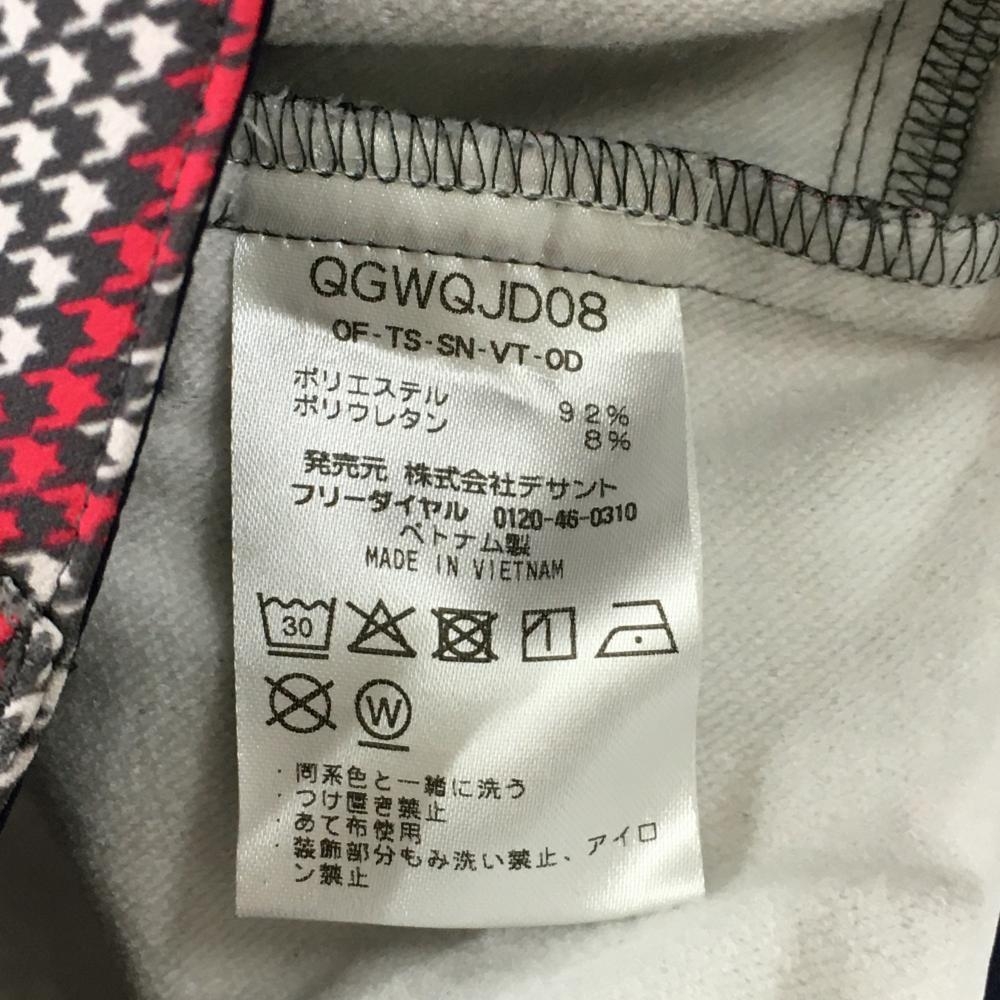 QGWQJD08
OF-TS-SN-VT-OD
ポリエステル 92%
ポリウレタン 8%
発売元 株式会社デサント
フリーダイヤル 0120-46-0310
ベトナム製
MADE IN VIETNAM
30
W
・同系色と一緒に洗う
・つけ置き禁止
・あて布使用
・装飾部分もみ洗い禁止、アイロ
ン禁止